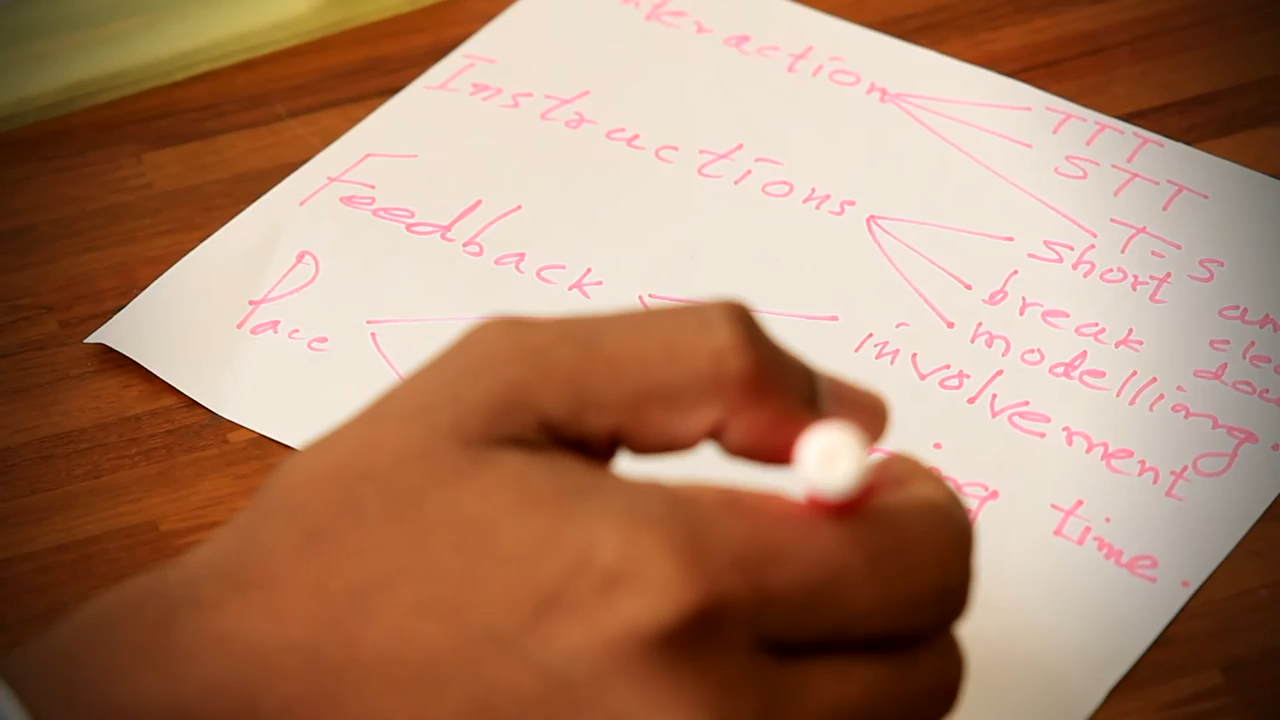 Interaction
TTT
STT
T-S
Instructions
short
break
modelling.
Feedback
involvement
Pace
time.